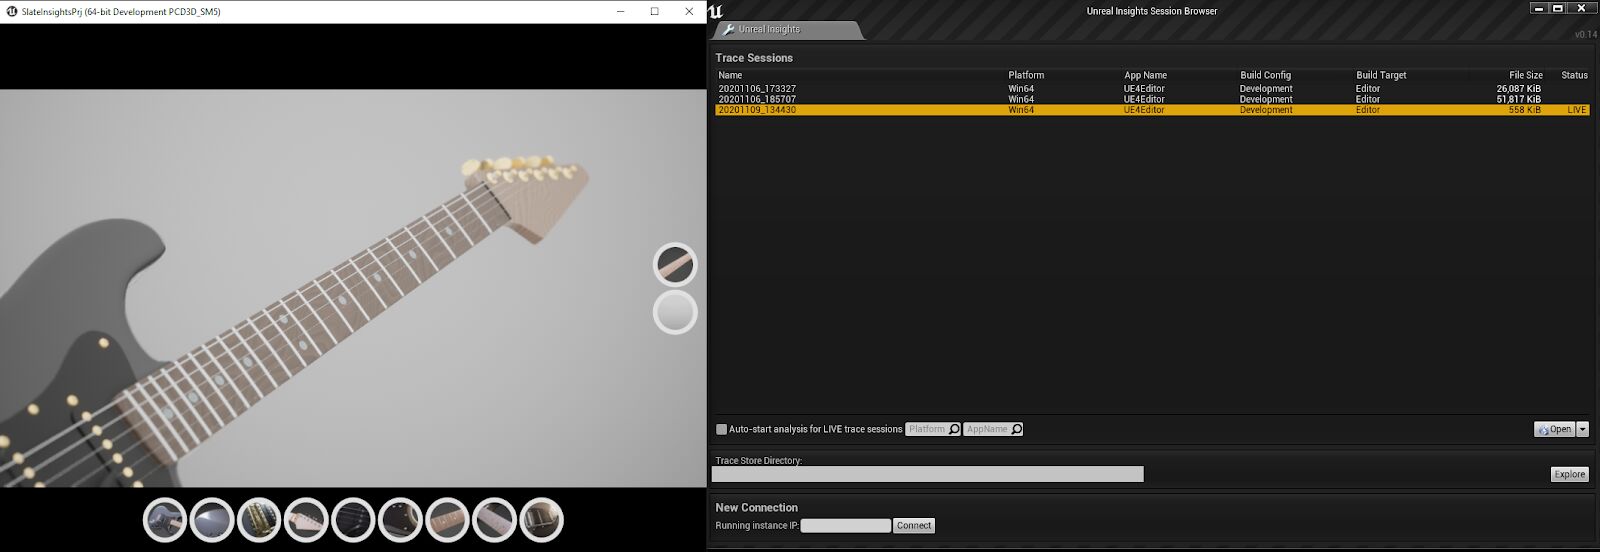 SlateInsightsPrj (64-bit Development PCD3D_SM5)
Unreal Insights Session Browser
Unreal Insights
v0.14
Trace Sessions
Name Platform App Name Build Config Build Target File Size Status
20201106_173327 Win64 UE4Editor Development Editor 26,087 KiB
20201106_185707 Win64 UE4Editor Development Editor 51,817 KiB
20201109_134430 Win64 UE4Editor Development Editor 558 KiB LIVE
Auto-start analysis for LIVE trace sessions Platform AppName Open
Trace Store Directory:
Explore
New Connection
Running instance IP: Connect